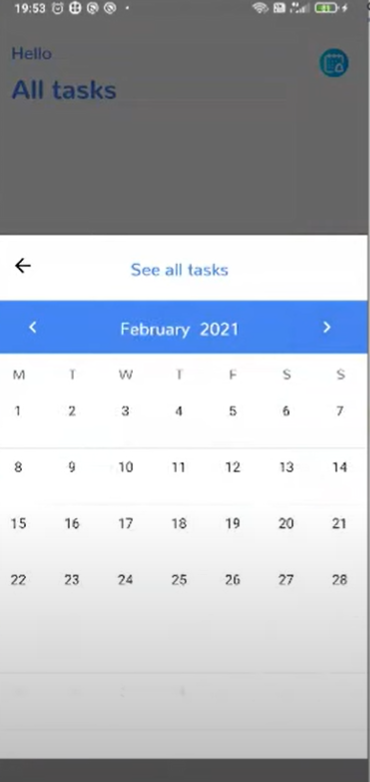 19:53
Hello
All tasks
See all tasks
February 2021
M T W T F S S
1 2 3 4 5 6 7
8 9 10 11 12 13 14
15 16 17 18 19 20 21
22 23 24 25 26 27 28